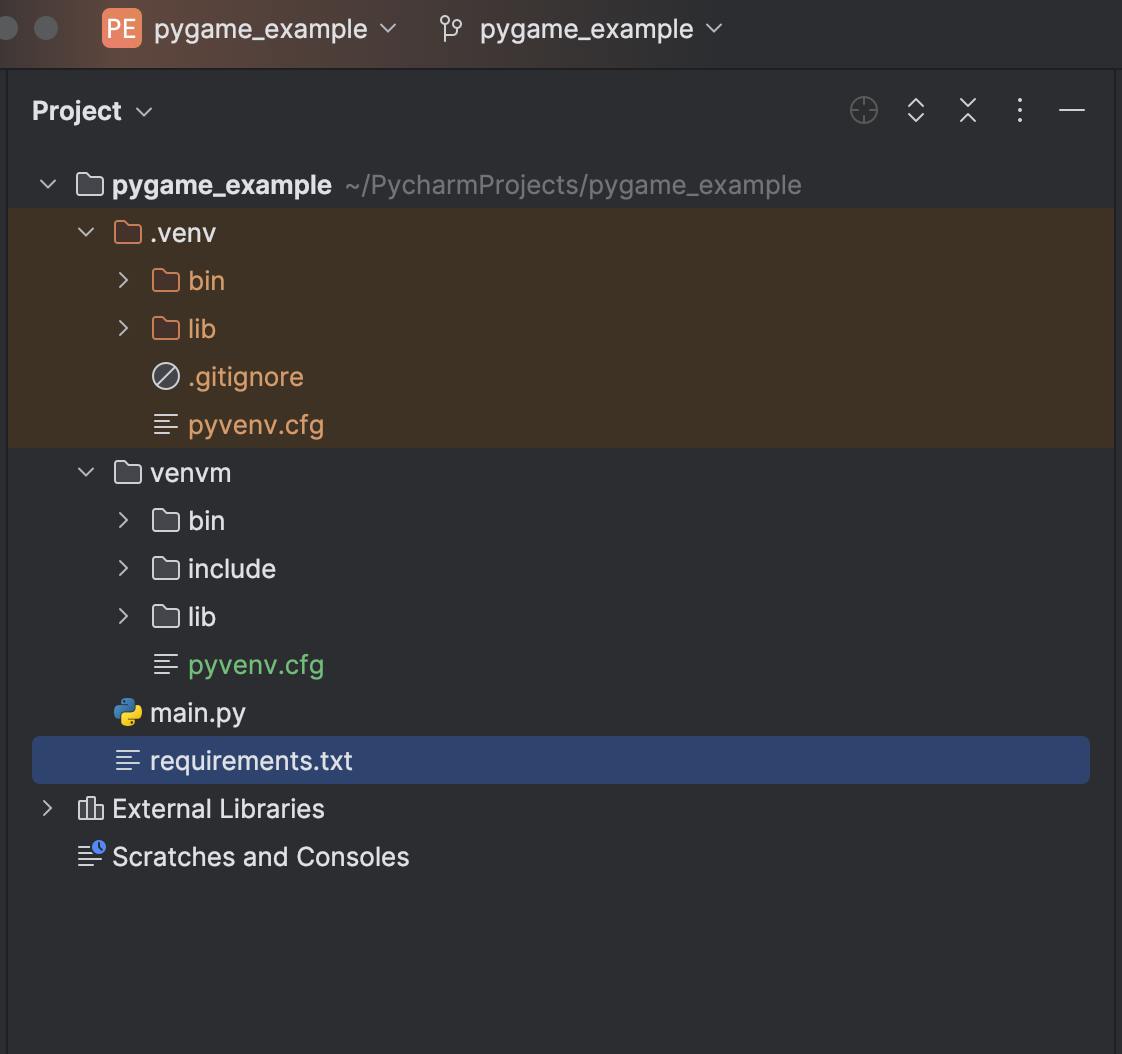 PE pygame_example pygame_example
Project
pygame_example ~/PycharmProjects/pygame_example
.venv
bin
lib
.gitignore
pyvenv.cfg
venvm
bin
include
lib
pyvenv.cfg
main.py
requirements.txt
External Libraries
Scratches and Consoles